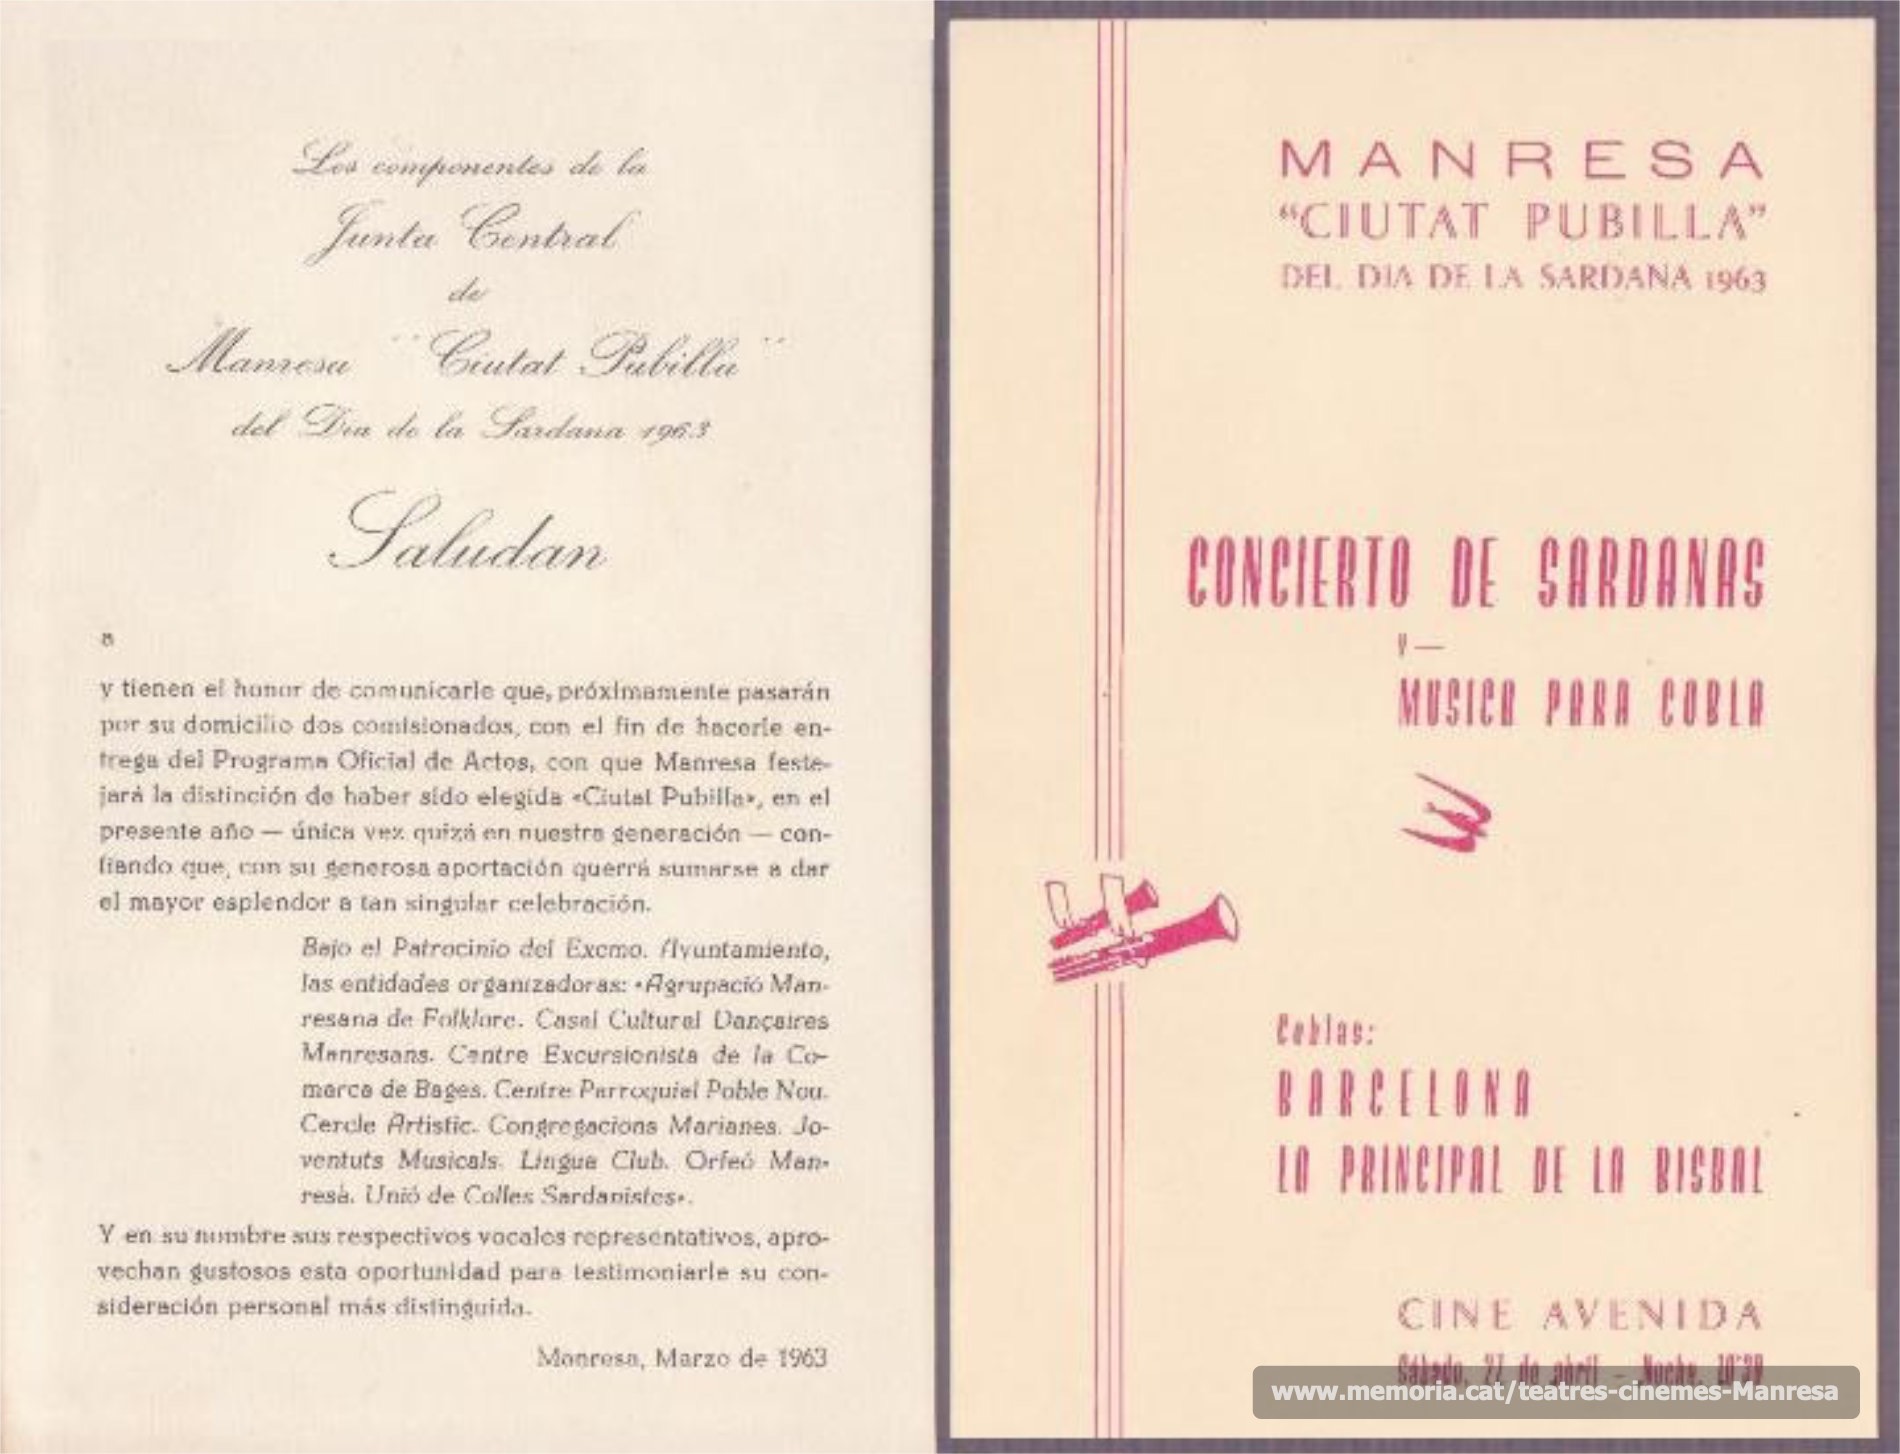 Los componentes de la
Junta Central
de
Manresa "Ciutat Pubilla"
del Dia de la Sardana 1963
Saludan
a
y tienen el honor de comunicarle que, próximamente pasarán
por su domicilio dos comisionados, con el fin de hacerle en-
trega del Programa Oficial de Actos, con que Manresa feste-
jará la distinción de haber sido elegida «Ciutat Pubilla», en el
presente año — única vez quizá en nuestra generación — con-
fiando que, con su generosa aportación querrá sumarse a dar
el mayor esplendor a tan singular celebración.
Bajo el Patrocinio del Excmo. Ayuntamiento,
las entidades organizadoras: «Agrupació Man-
resana de Folklore. Casal Cultural Dançaires
Manresans. Centre Excursionista de la Co-
marca de Bages. Centre Parroquial Poble Nou.
Cercle Artistic. Congregacions Marianes. Jo-
ventuts Musicals. Lingua Club. Orfeó Man-
resà. Unió de Colles Sardanistes».
Y en su nombre sus respectivos vocales representativos, apro-
vechan gustosos esta oportunidad para testimoniarle su con-
sideración personal más distinguida.
Manresa, Marzo de 1963
MANRESA
"CIUTAT PUBILLA"
DEL DIA DE LA SARDANA 1963
CONCIERTO DE SARDANAS
Y —
MUSICA PARA COBLA
Coblas:
BARCELONA
LA PRINCIPAL DE LA BISBAL
CINE AVENIDA
Sábado, 27 de abril - Noche, 10'30
www.memoria.cat/teatres-cinemes-Manresa